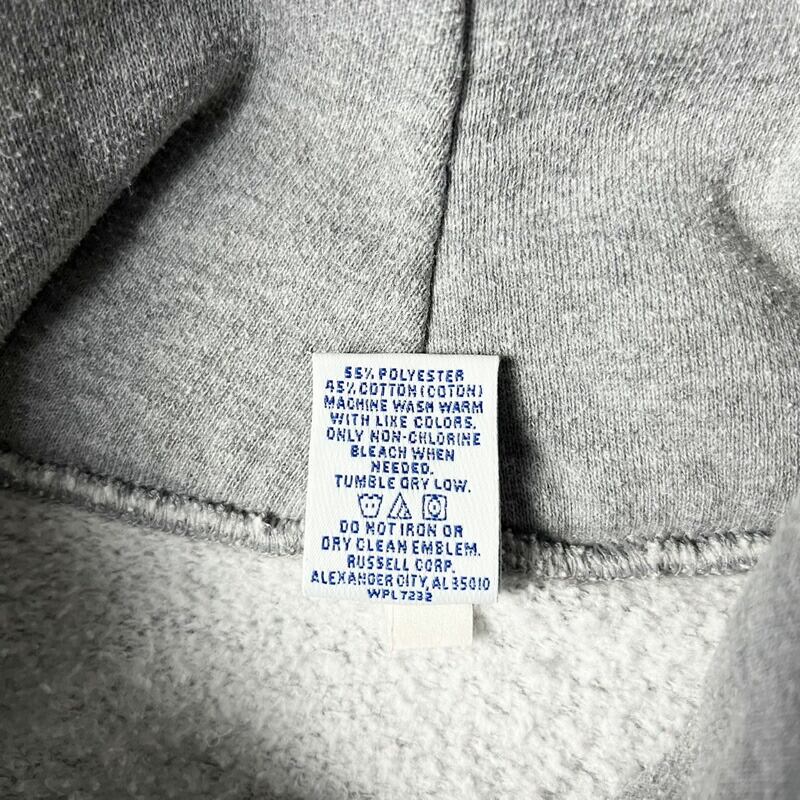 55% POLYESTER
45% COTTON(COTON)
MACHINE WASH WARM
WITH LIKE COLORS.
ONLY NON-CHLORINE
BLEACH WHEN
NEEDED.
TUMBLE DRY LOW.
DO NOT IRON OR
DRY CLEAN EMBLEM.
RUSSELL CORP.
ALEXANDER CITY, AL 35010
WPL 7232